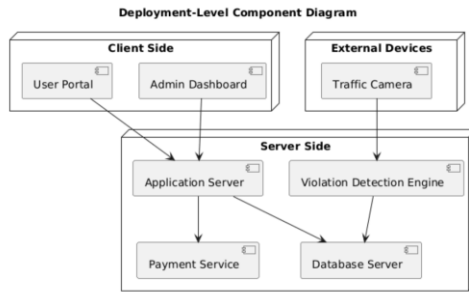 Deployment-Level Component Diagram
Client Side
External Devices
User Portal
Admin Dashboard
Traffic Camera
Server Side
Application Server
Violation Detection Engine
Payment Service
Database Server